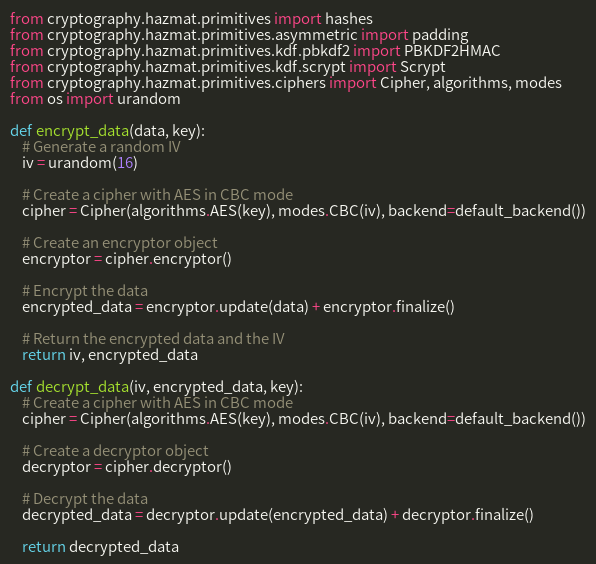 from cryptography.hazmat.primitives import hashes
from cryptography.hazmat.primitives.asymmetric import padding
from cryptography.hazmat.primitives.kdf.pbkdf2 import PBKDF2HMAC
from cryptography.hazmat.primitives.kdf.scrypt import Scrypt
from cryptography.hazmat.primitives.ciphers import Cipher, algorithms, modes
from os import urandom

def encrypt_data(data, key):
    # Generate a random IV
    iv = urandom(16)

    # Create a cipher with AES in CBC mode
    cipher = Cipher(algorithms.AES(key), modes.CBC(iv), backend=default_backend())

    # Create an encryptor object
    encryptor = cipher.encryptor()

    # Encrypt the data
    encrypted_data = encryptor.update(data) + encryptor.finalize()

    # Return the encrypted data and the IV
    return iv, encrypted_data

def decrypt_data(iv, encrypted_data, key):
    # Create a cipher with AES in CBC mode
    cipher = Cipher(algorithms.AES(key), modes.CBC(iv), backend=default_backend())

    # Create a decryptor object
    decryptor = cipher.decryptor()

    # Decrypt the data
    decrypted_data = decryptor.update(encrypted_data) + decryptor.finalize()

    return decrypted_data